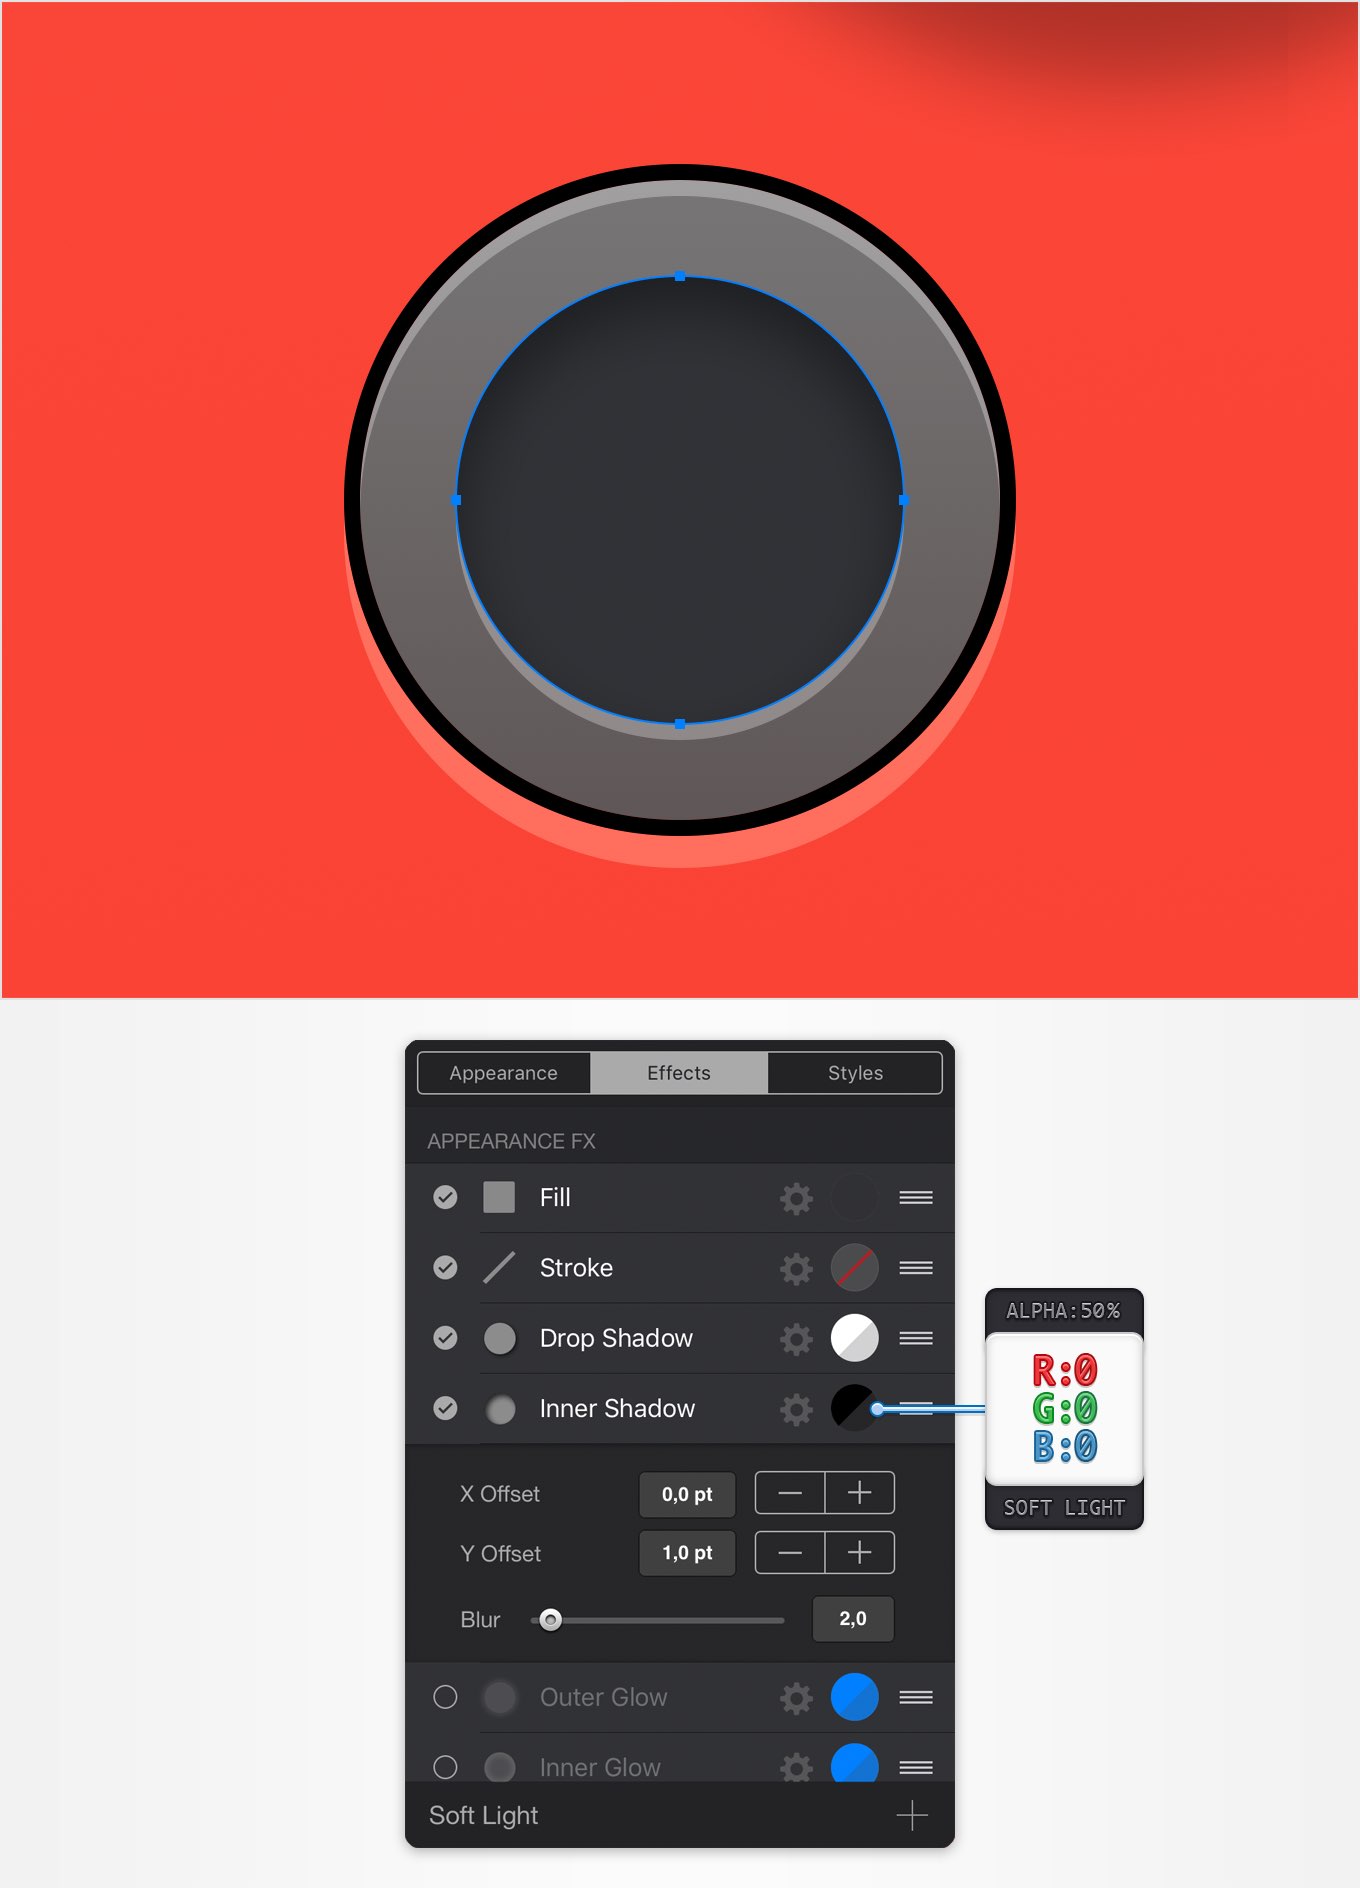 Appearance Effects Styles
APPEARANCE FX
Fill
Stroke
Drop Shadow
Inner Shadow
X Offset 0,0 pt
Y Offset 1,0 pt
Blur 2,0
Outer Glow
Inner Glow
Soft Light
ALPHA:50%
R:0
G:0
B:0
SOFT LIGHT